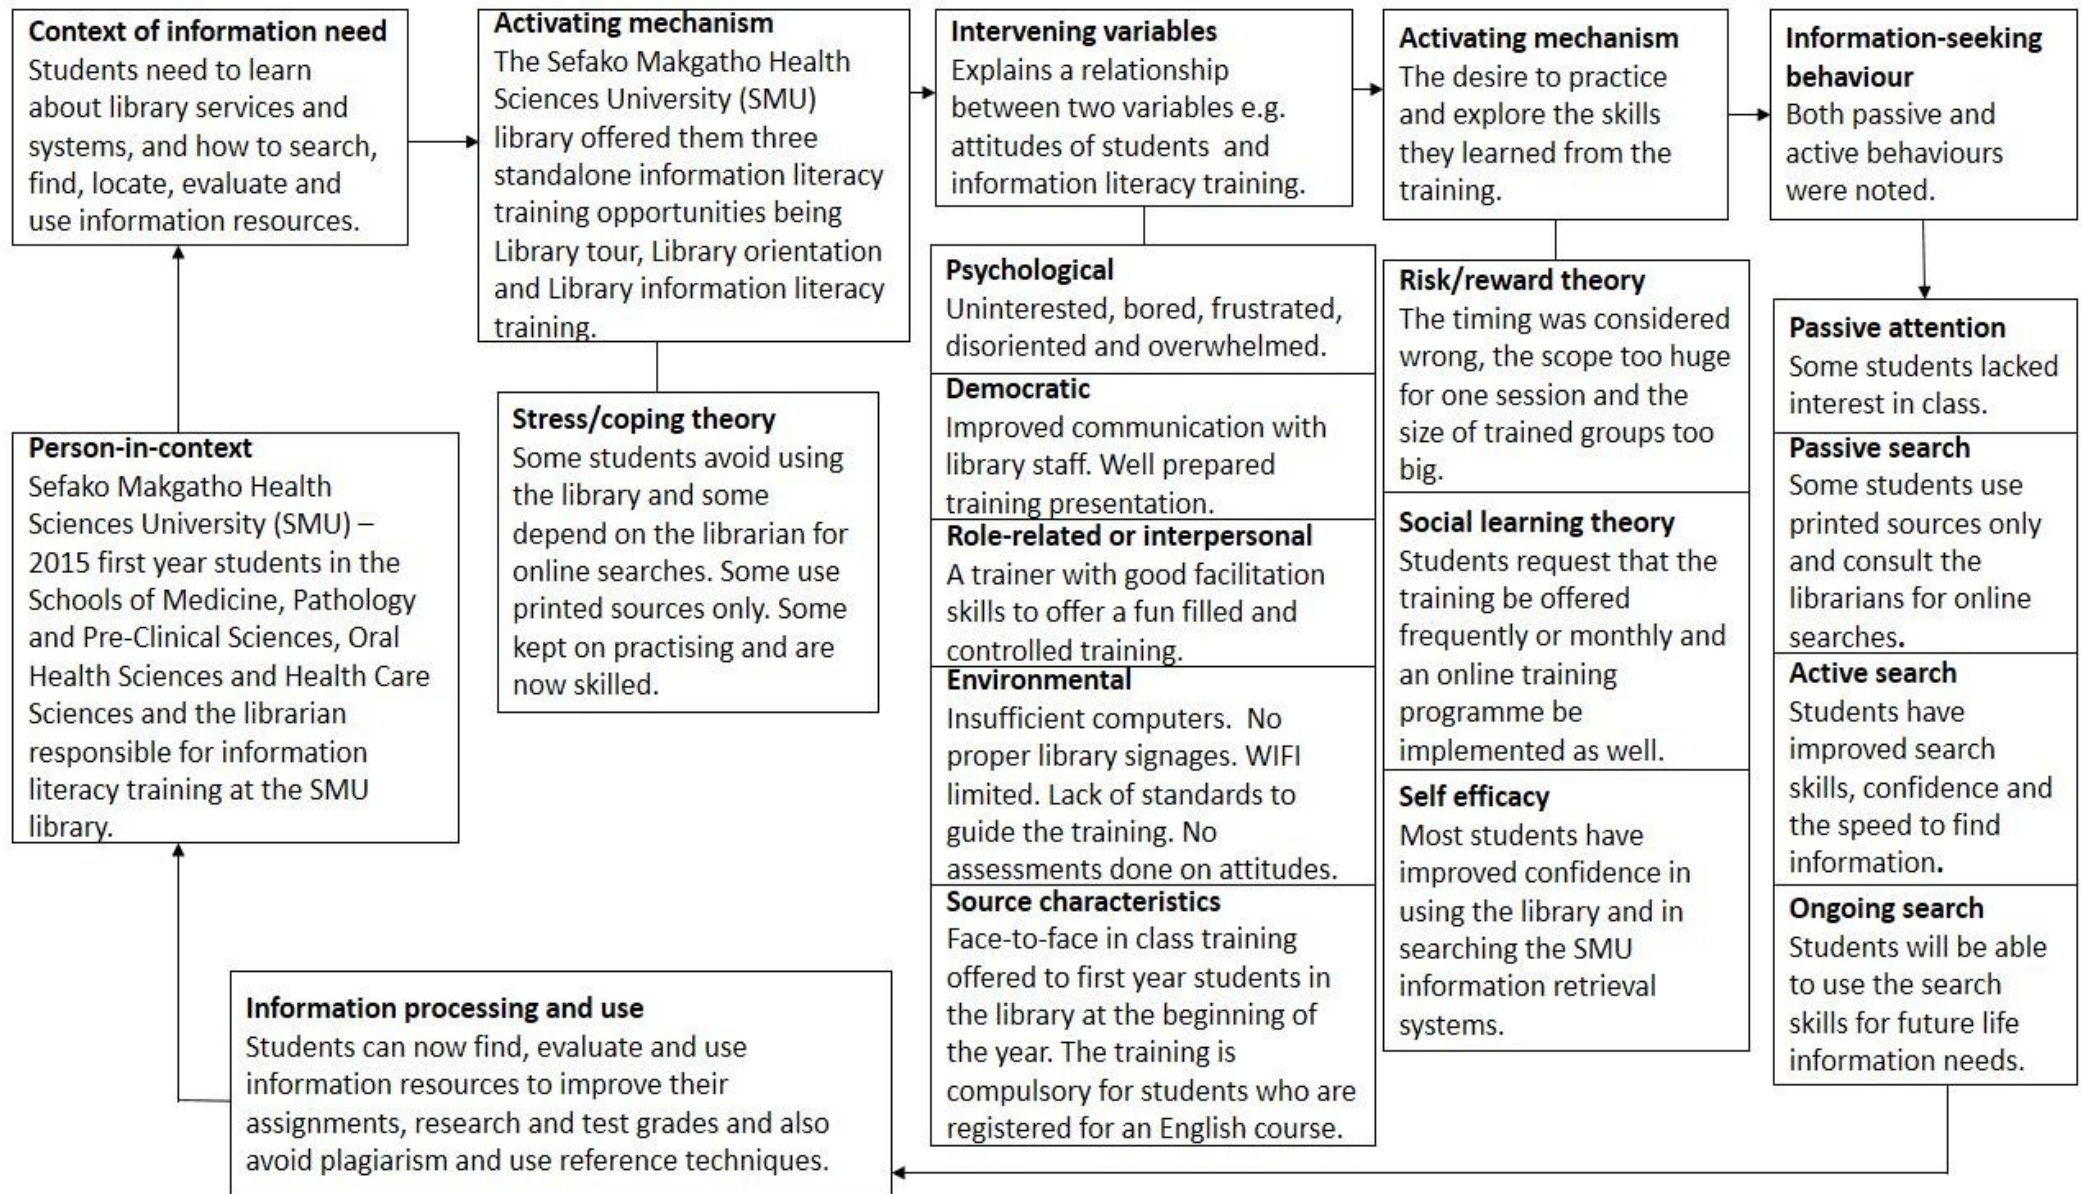 Context of information need
Students need to learn
about library services and
systems, and how to search,
find, locate, evaluate and
use information resources.
Activating mechanism
The Sefako Makgatho Health
Sciences University (SMU)
library offered them three
standalone information literacy
training opportunities being
Library tour, Library orientation
and Library information literacy
training.
Intervening variables
Explains a relationship
between two variables e.g.
attitudes of students and
information literacy training.
Activating mechanism
The desire to practice
and explore the skills
they learned from the
training.
Information-seeking
behaviour
Both passive and
active behaviours
were noted.
Person-in-context
Sefako Makgatho Health
Sciences University (SMU) –
2015 first year students in the
Schools of Medicine, Pathology
and Pre-Clinical Sciences, Oral
Health Sciences and Health Care
Sciences and the librarian
responsible for information
literacy training at the SMU
library.
Stress/coping theory
Some students avoid using
the library and some
depend on the librarian for
online searches. Some use
printed sources only. Some
kept on practising and are
now skilled.
Psychological
Uninterested, bored, frustrated,
disoriented and overwhelmed.
Democratic
Improved communication with
library staff. Well prepared
training presentation.
Role-related or interpersonal
A trainer with good facilitation
skills to offer a fun filled and
controlled training.
Environmental
Insufficient computers. No
proper library signages. WIFI
limited. Lack of standards to
guide the training. No
assessments done on attitudes.
Source characteristics
Face-to-face in class training
offered to first year students in
the library at the beginning of
the year. The training is
compulsory for students who are
registered for an English course.
Risk/reward theory
The timing was considered
wrong, the scope too huge
for one session and the
size of trained groups too
big.
Social learning theory
Students request that the
training be offered
frequently or monthly and
an online training
programme be
implemented as well.
Self efficacy
Most students have
improved confidence in
using the library and in
searching the SMU
information retrieval
systems.
Passive attention
Some students lacked
interest in class.
Passive search
Some students use
printed sources only
and consult the
librarians for online
searches.
Active search
Students have
improved search
skills, confidence and
the speed to find
information.
Ongoing search
Students will be able
to use the search
skills for future life
information needs.
Information processing and use
Students can now find, evaluate and use
information resources to improve their
assignments, research and test grades and also
avoid plagiarism and use reference techniques.